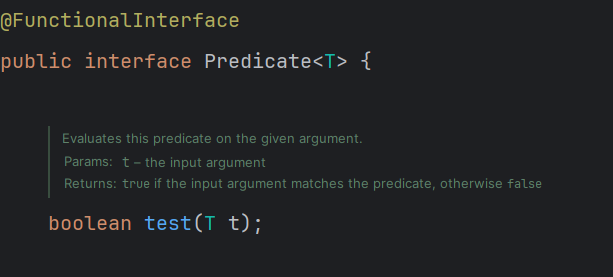 @FunctionalInterface
public interface Predicate<T> {
Evaluates this predicate on the given argument.
Params: t – the input argument
Returns: true if the input argument matches the predicate, otherwise false
boolean test(T t);